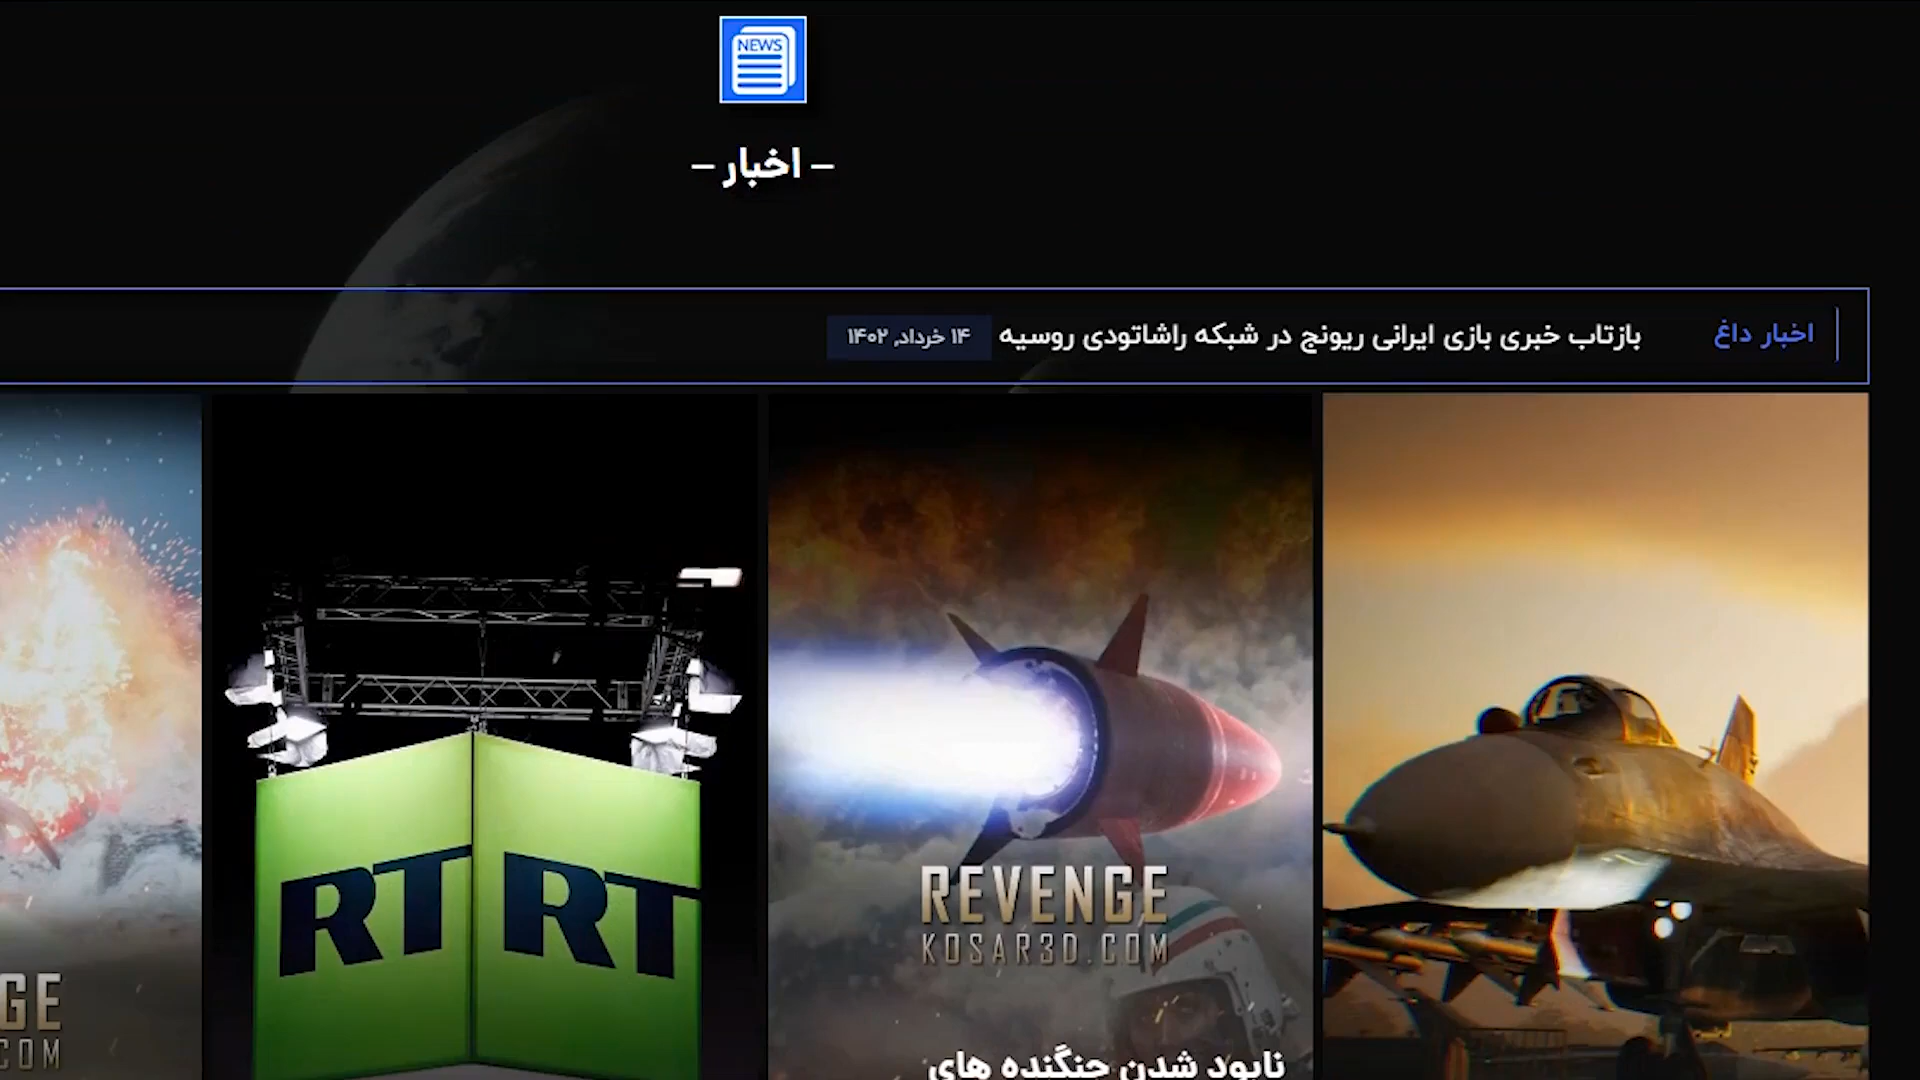 NEWS
– اخبار –
اخبار داغ
بازتاب خبری بازی ایرانی ریونج در شبکه راشاتودی روسیه
۱۴ خرداد, ۱۴۰۲
RT RT
REVENGE
KOSAR3D.COM
نابود شدن جنگنده های
GE
COM